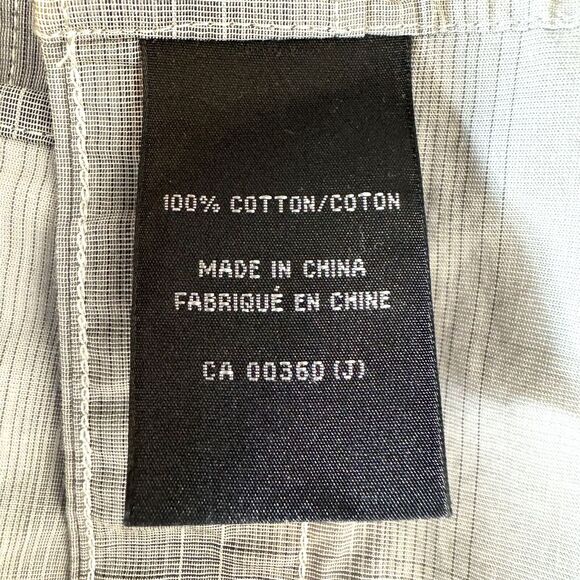 100% COTTON/COTON
MADE IN CHINA
FABRIQUÉ EN CHINE
CA 00360 (J)